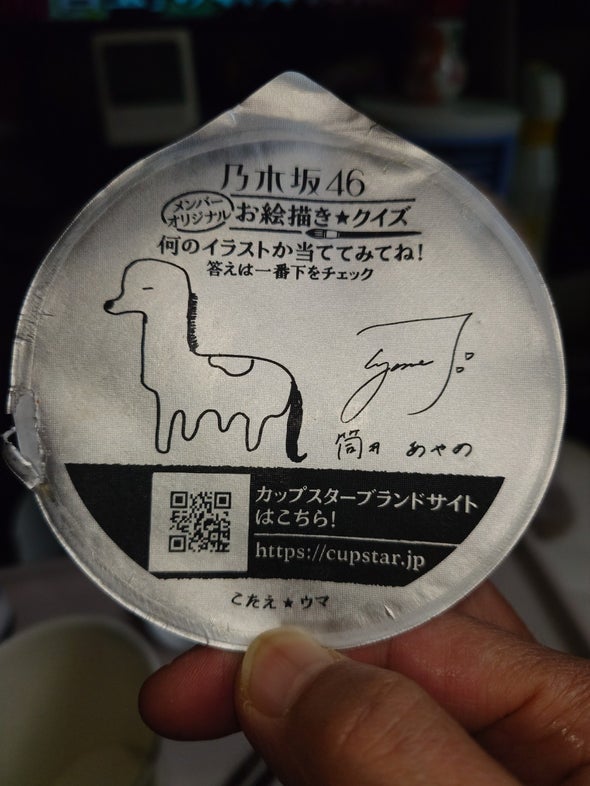 乃木坂46
メンバー
オリジナル
お絵描き★クイズ
何のイラストか当ててみてね!
答えは一番下をチェック
筒井 あやめ
カップスターブランドサイト
はこちら!
https://cupstar.jp
こたえ★ウマ